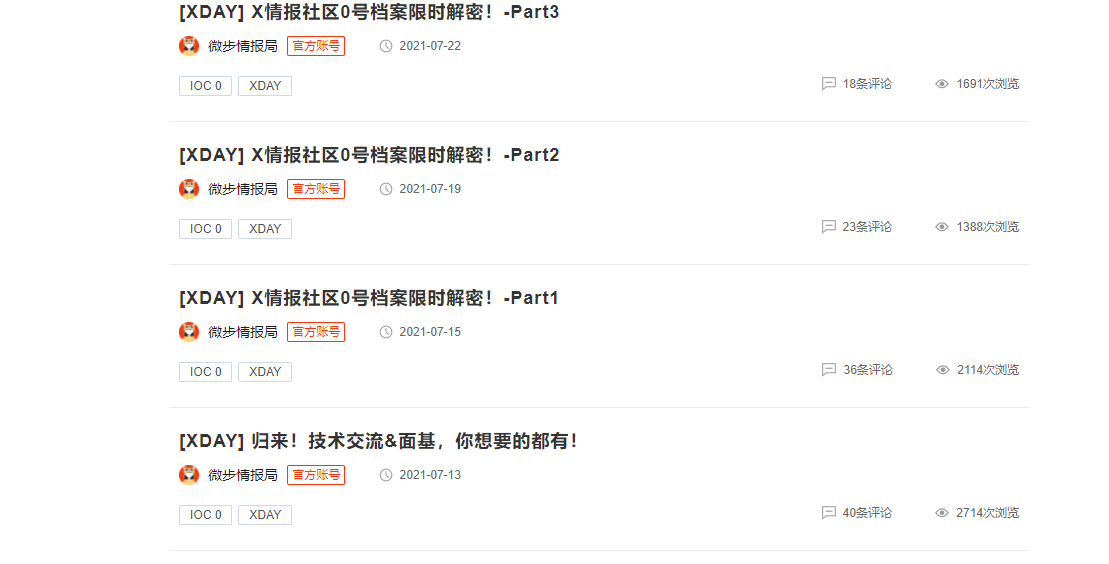 [XDAY] X情报社区0号档案限时解密！-Part3
微步情报局 官方账号 2021-07-22
IOC 0 XDAY 18条评论 1691次浏览
[XDAY] X情报社区0号档案限时解密！-Part2
微步情报局 官方账号 2021-07-19
IOC 0 XDAY 23条评论 1388次浏览
[XDAY] X情报社区0号档案限时解密！-Part1
微步情报局 官方账号 2021-07-15
IOC 0 XDAY 36条评论 2114次浏览
[XDAY] 归来！技术交流&面基，你想要的都有！
微步情报局 官方账号 2021-07-13
IOC 0 XDAY 40条评论 2714次浏览